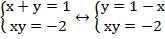 {x + y = 1 ↔ {y = 1 − x
{xy = −2 {xy = −2